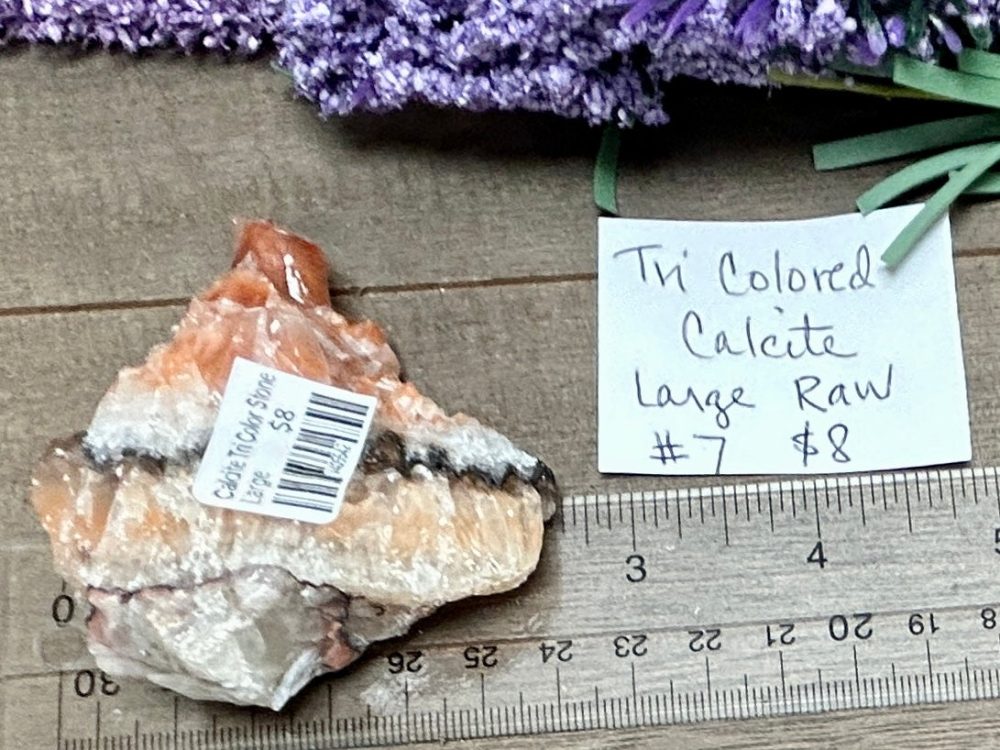 Tri Colored
Calcite
Large Raw
#7 $8
Calcite Tri Color Stone
Large $8
0 3 4
30 26 25 24 23 22 21 20 19